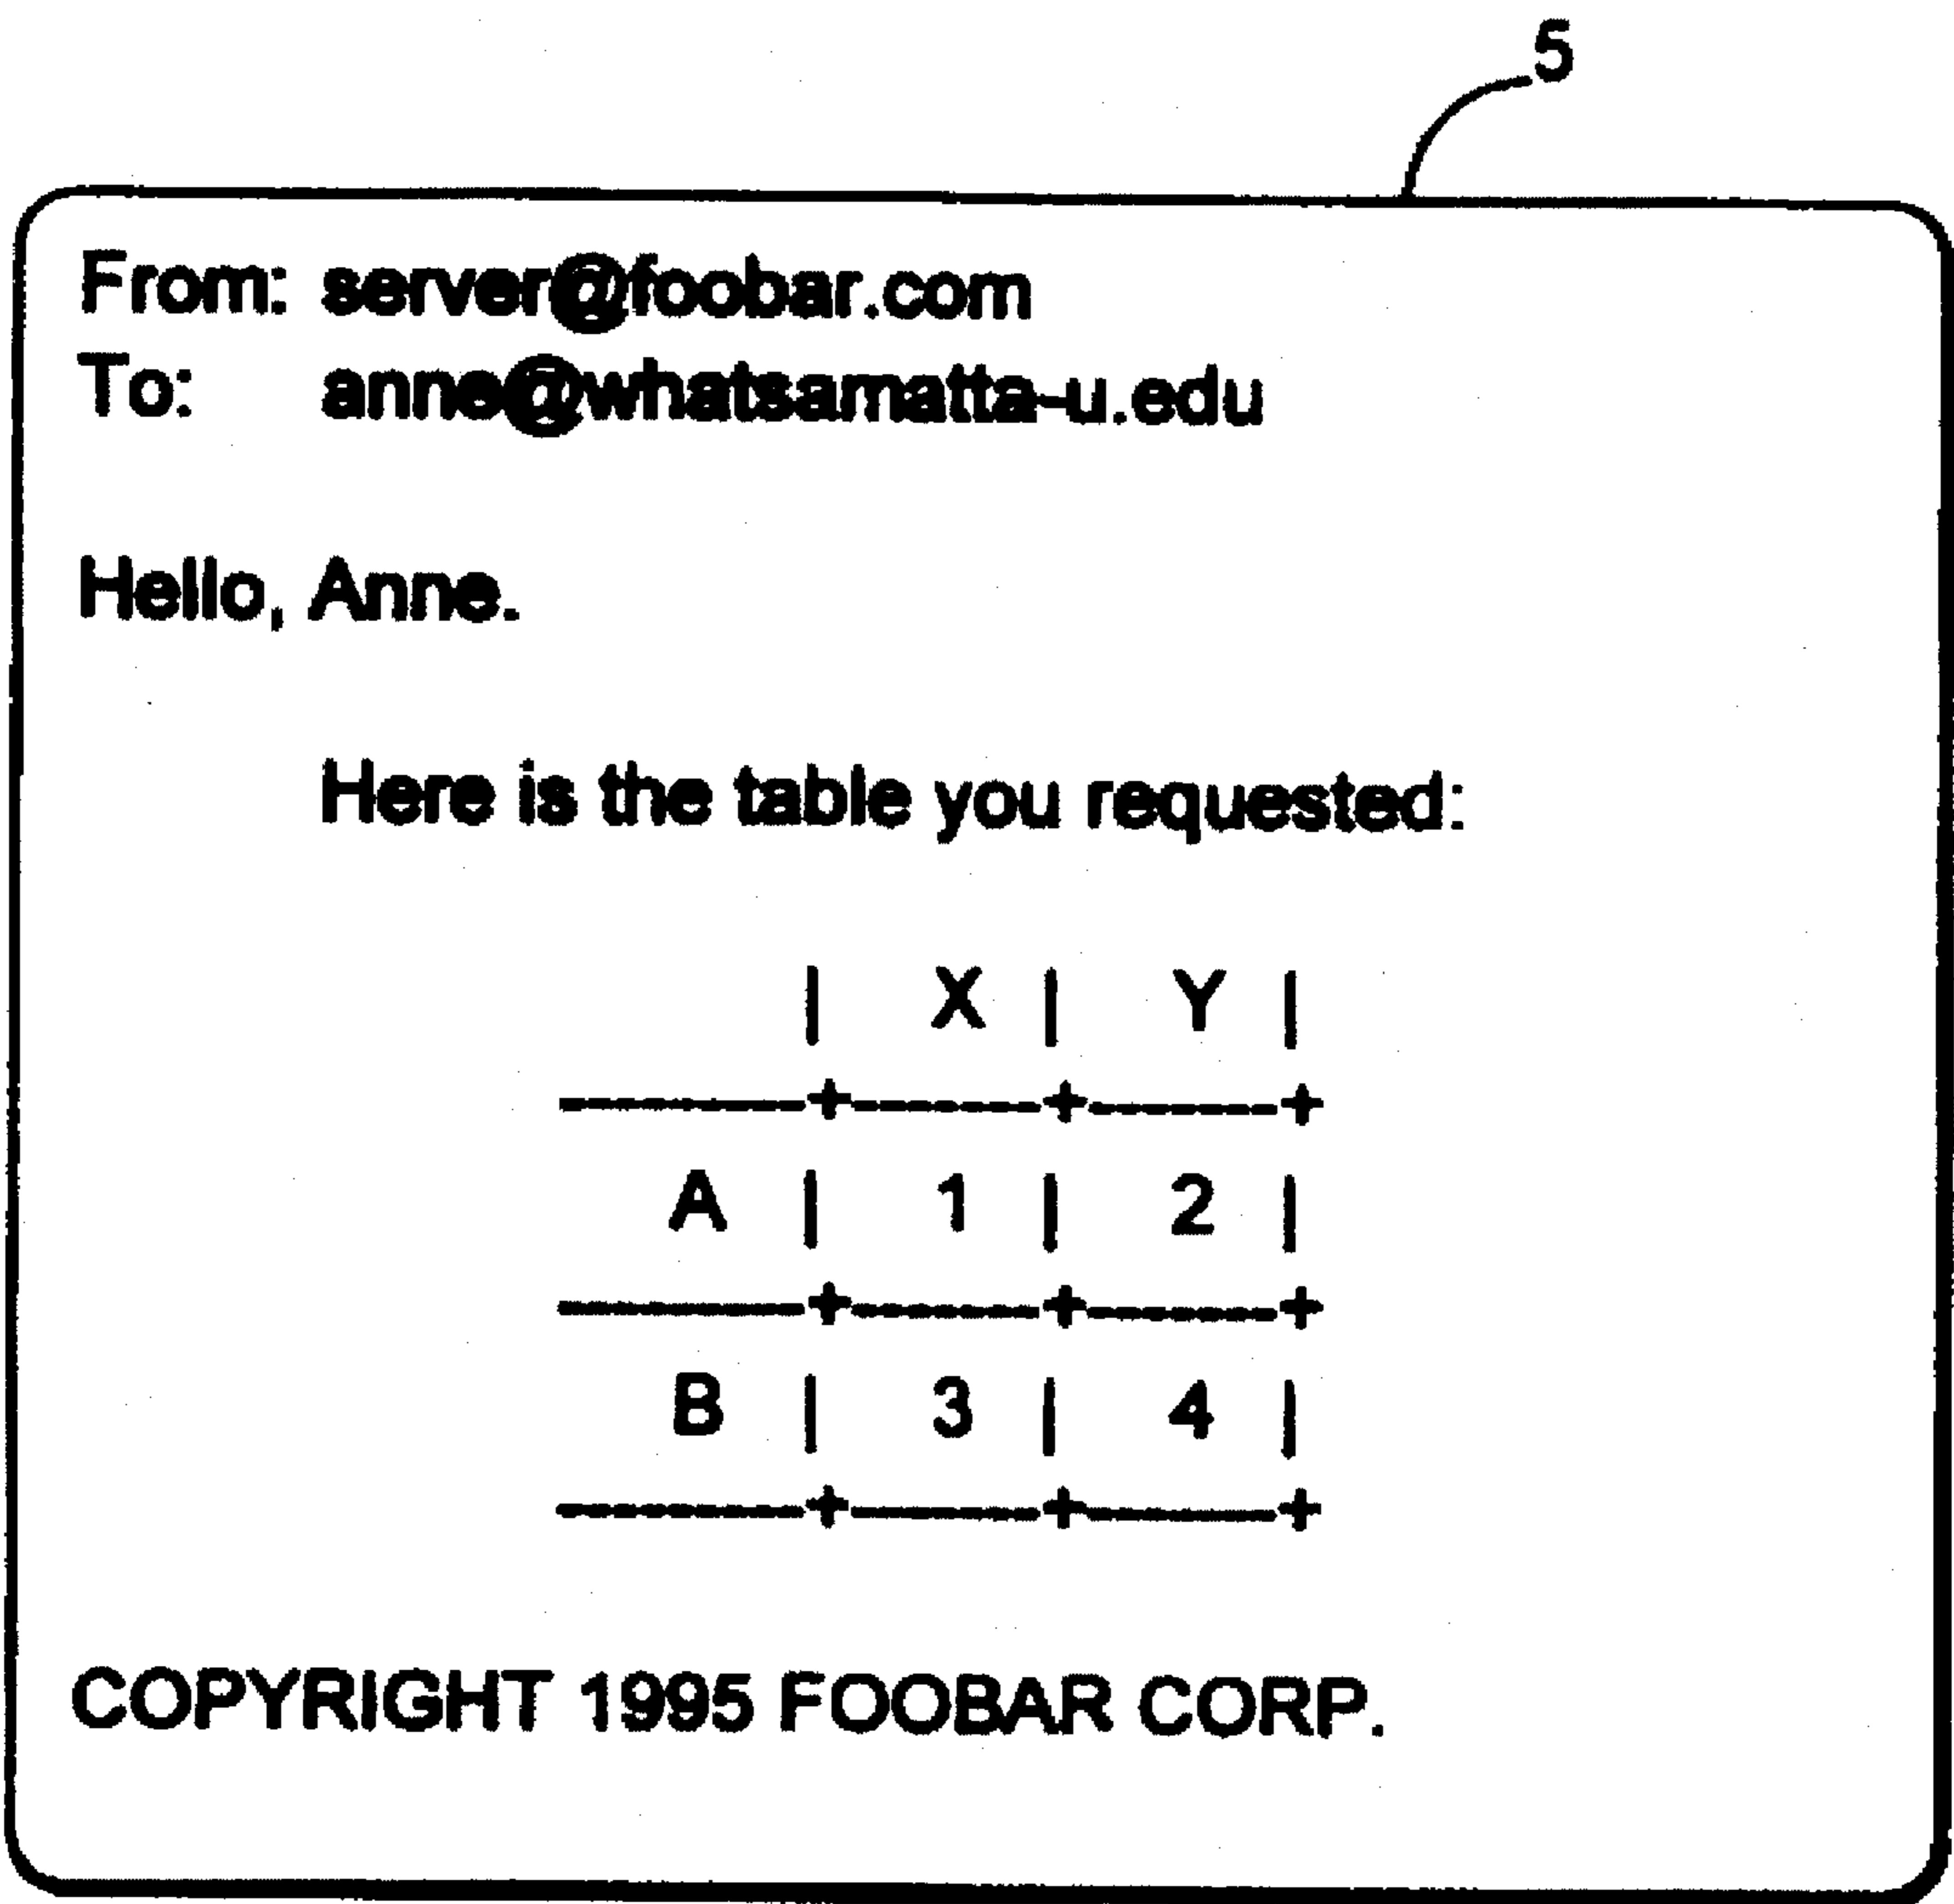 5
From: server@foobar.com
To: anne@whatsamatta-u.edu
Hello, Anne.
Here is the table you requested:
| X | Y |
-------+------+------+
A | 1 | 2 |
-------+------+------+
B | 3 | 4 |
-------+------+------+
COPYRIGHT 1995 FOOBAR CORP.